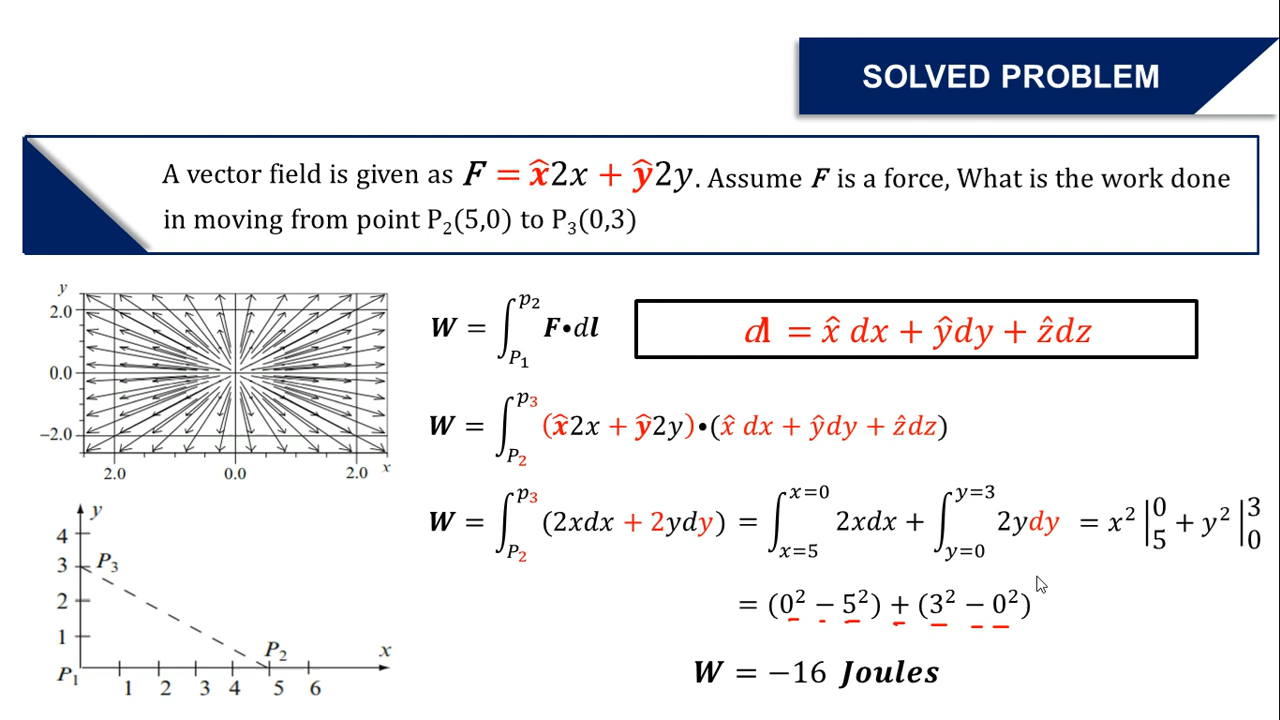 SOLVED PROBLEM
A vector field is given as F = x̂2x + ŷ2y. Assume F is a force, What is the work done
in moving from point P₂(5,0) to P₃(0,3)
y
2.0
0.0
−2.0
2.0 0.0 2.0 x
W = ∫_{P₁}^{p₂} F•dl
dl = x̂ dx + ŷdy + ẑdz
W = ∫_{P₂}^{p₃} (x̂2x + ŷ2y)•(x̂ dx + ŷdy + ẑdz)
W = ∫_{P₂}^{p₃} (2xdx + 2ydy) = ∫_{x=5}^{x=0} 2xdx + ∫_{y=0}^{y=3} 2ydy = x² |₅⁰ + y² |₀³
= (0² − 5²) + (3² − 0²)
W = −16 Joules
y
4
3 P₃
2
1
P₂ x
P₁ 1 2 3 4 5 6